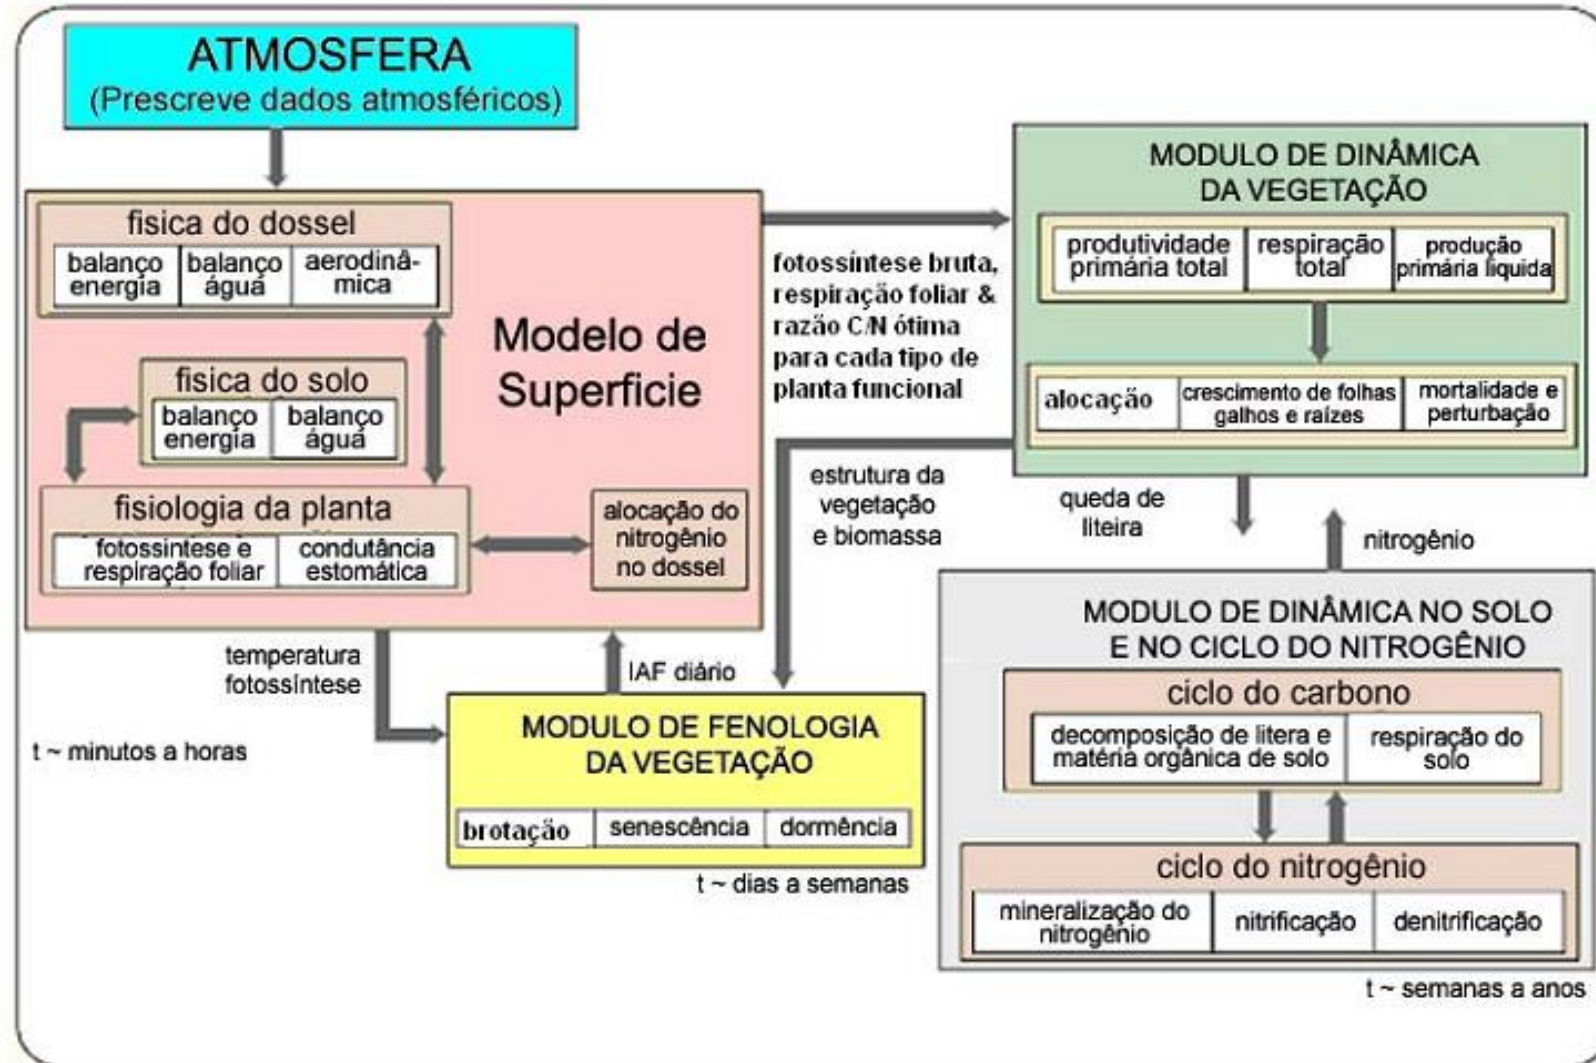 ATMOSFERA
(Prescreve dados atmosféricos)
fisica do dossel
balanço
energia
balanço
água
aerodinâ-
mica
Modelo de
Superficie
fisica do solo
balanço
energia
balanço
água
fisiologia da planta
fotossintese e
respiração foliar
condutância
estomática
alocação do
nitrogênio
no dossel
fotossíntese bruta,
respiração foliar &
razão C/N ótima
para cada tipo de
planta funcional
MODULO DE DINÂMICA
DA VEGETAÇÃO
produtividade
primária total
respiração
total
produção
primária liquida
alocação
crescimento de folhas
galhos e raízes
mortalidade e
perturbação
estrutura da
vegetação
e biomassa
queda de
liteira
nitrogênio
temperatura
fotossíntese
IAF diário
t ~ minutos a horas
MODULO DE FENOLOGIA
DA VEGETAÇÃO
brotação
senescência
dormência
t ~ dias a semanas
MODULO DE DINÂMICA NO SOLO
E NO CICLO DO NITROGÊNIO
ciclo do carbono
decomposição de litera e
matéria orgânica de solo
respiração do
solo
ciclo do nitrogênio
mineralização do
nitrogênio
nitrificação
denitrificação
t ~ semanas a anos